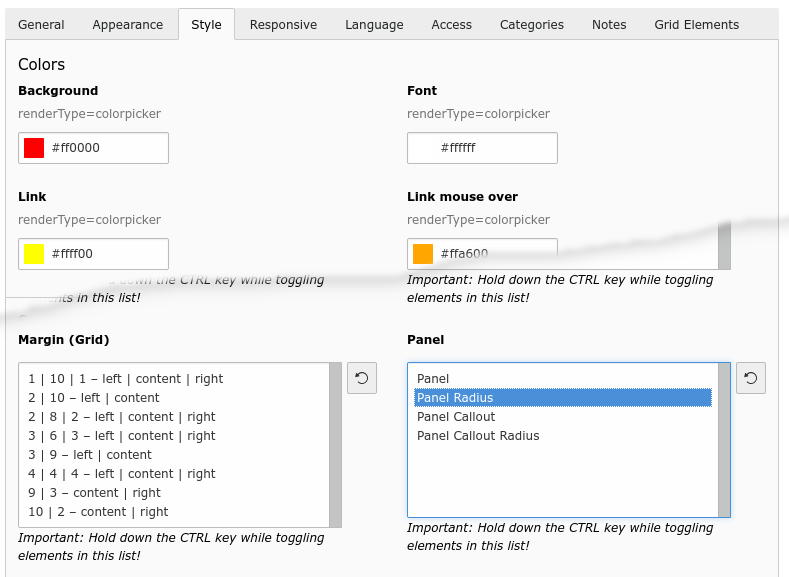 General Appearance Style Responsive Language Access Categories Notes Grid Elements
Colors
Background Font
renderType=colorpicker renderType=colorpicker
#ff0000 #ffffff
Link Link mouse over
renderType=colorpicker renderType=colorpicker
#ffff00 #ffa600
down the CTRL key while toggling Important: Hold down the CTRL key while toggling
in this list! elements in this list!
Margin (Grid) Panel
1 | 10 | 1 – left | content | right Panel
2 | 10 – left | content Panel Radius
2 | 8 | 2 – left | content | right Panel Callout
3 | 6 | 3 – left | content | right Panel Callout Radius
3 | 9 – left | content
4 | 4 | 4 – left | content | right
9 | 3 – content | right
10 | 2 – content | right
Important: Hold down the CTRL key while toggling Important: Hold down the CTRL key while toggling
elements in this list! elements in this list!